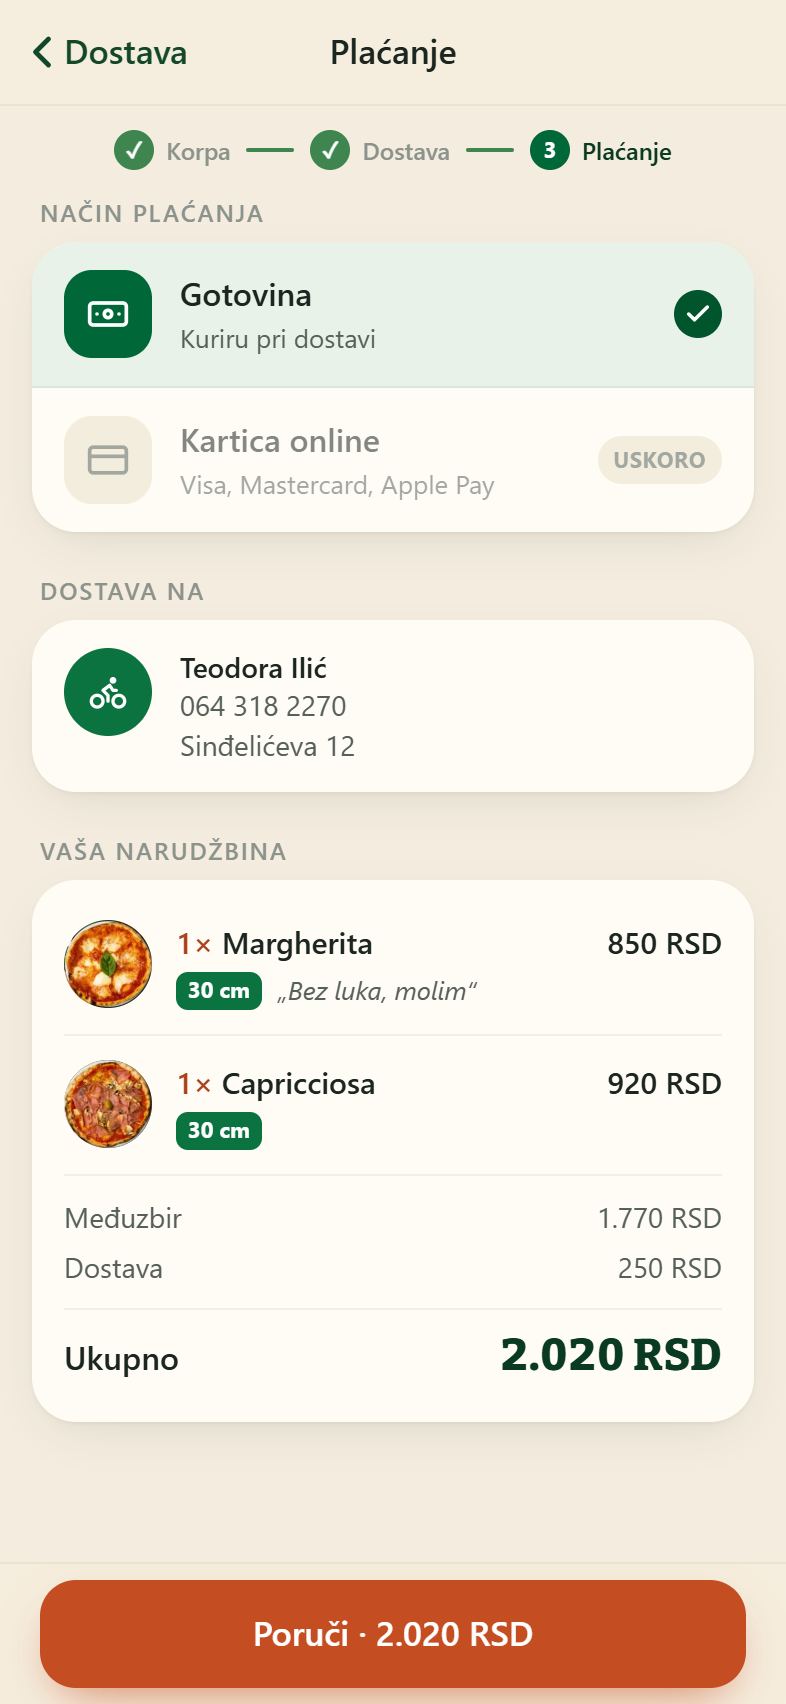 Dostava
Plaćanje
✓ Korpa ✓ Dostava 3 Plaćanje
NAČIN PLAĆANJA
Gotovina
Kuriru pri dostavi
Kartica online
Visa, Mastercard, Apple Pay
USKORO
DOSTAVA NA
Teodora Ilić
064 318 2270
Sinđelićeva 12
VAŠA NARUDŽBINA
1× Margherita 850 RSD
30 cm „Bez luka, molim“
1× Capricciosa 920 RSD
30 cm
Međuzbir 1.770 RSD
Dostava 250 RSD
Ukupno 2.020 RSD
Poruči · 2.020 RSD